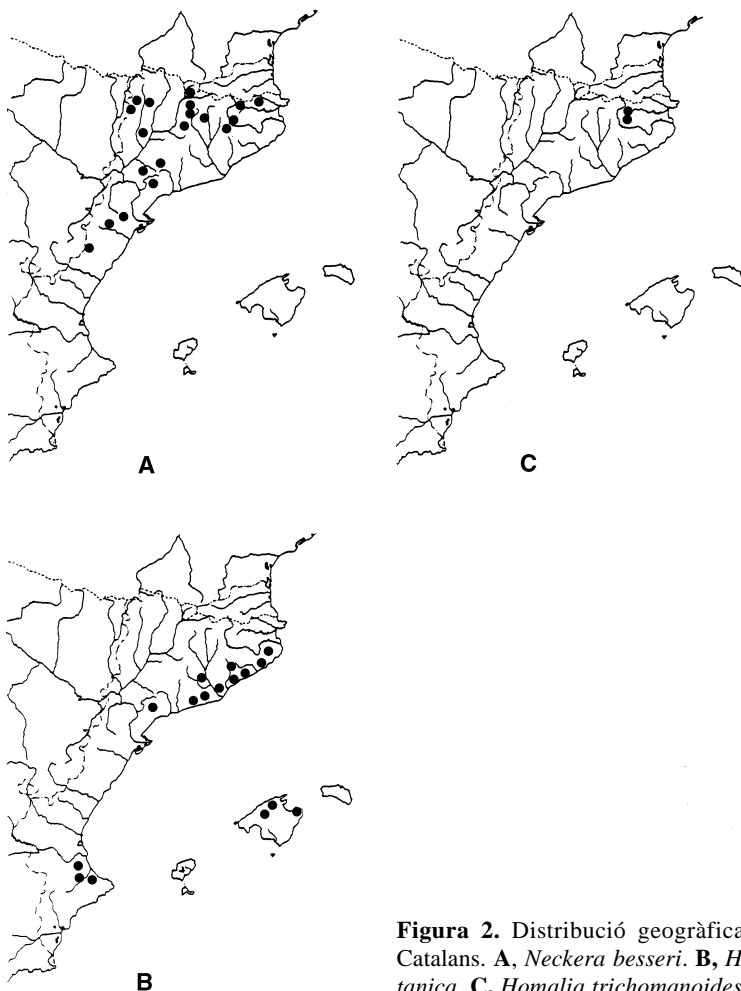 A
C
B
Figura 2. Distribució geogràfica
Catalans. A, Neckera besseri. B, H
tanica. C, Homalia trichomanoides